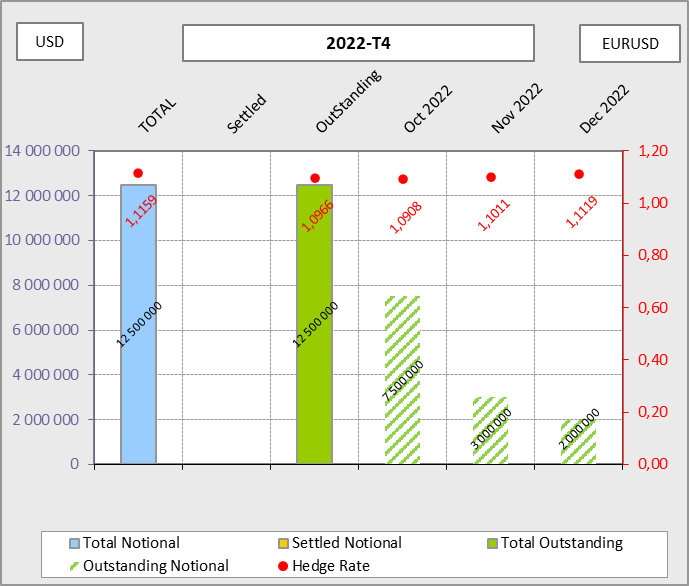 USD
2022-T4
EURUSD
TOTAL
Settled
OutStanding
Oct 2022
Nov 2022
Dec 2022
14 000 000
12 000 000
10 000 000
8 000 000
6 000 000
4 000 000
2 000 000
0
1,20
1,00
0,80
0,60
0,40
0,20
0,00
1,1159
1,0966
1,0908
1,1011
1,1119
12 500 000
12 500 000
7 500 000
3 000 000
2 000 000
Total Notional
Settled Notional
Total Outstanding
Outstanding Notional
Hedge Rate